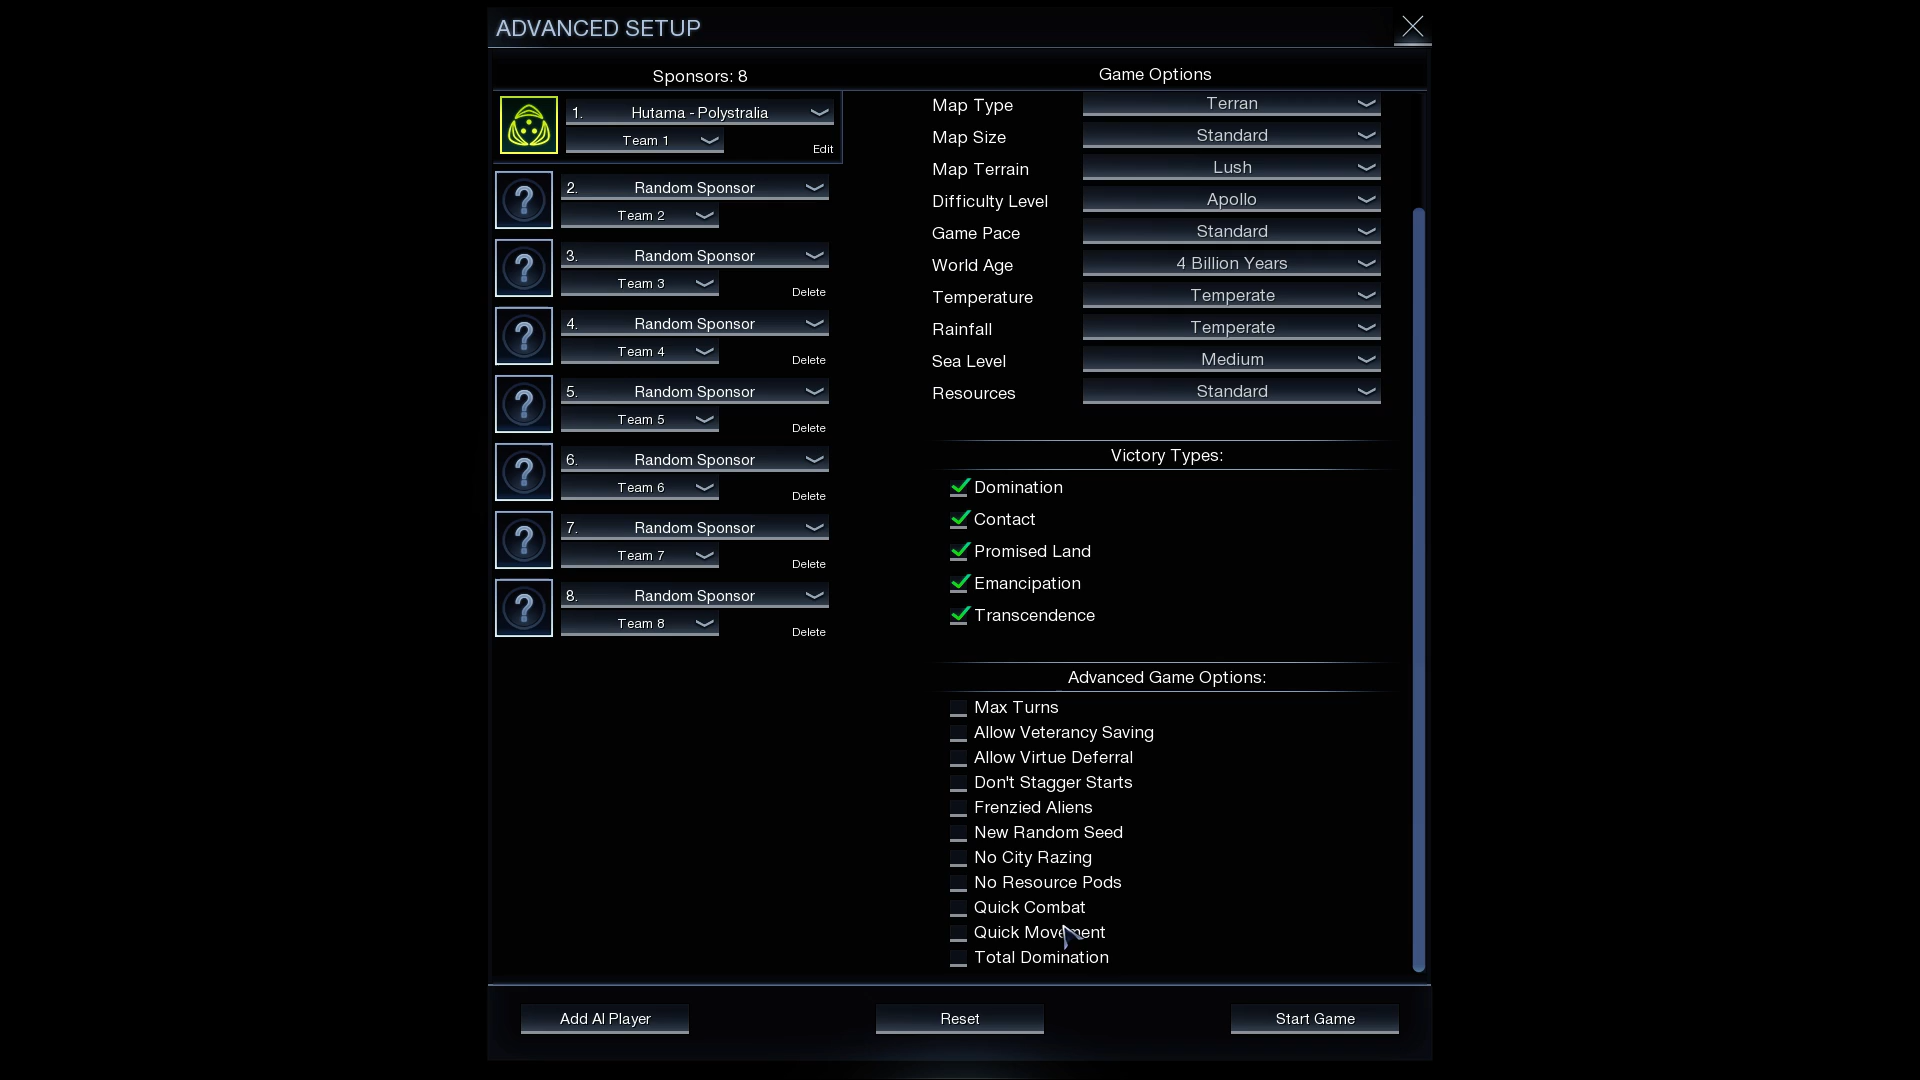 ADVANCED SETUP
Sponsors: 8
1. Hutama - Polystralia
Team 1
Edit
2. Random Sponsor
Team 2
3. Random Sponsor
Team 3
Delete
4. Random Sponsor
Team 4
Delete
5. Random Sponsor
Team 5
Delete
6. Random Sponsor
Team 6
Delete
7. Random Sponsor
Team 7
Delete
8. Random Sponsor
Team 8
Delete
Game Options
Map Type Terran
Map Size Standard
Map Terrain Lush
Difficulty Level Apollo
Game Pace Standard
World Age 4 Billion Years
Temperature Temperate
Rainfall Temperate
Sea Level Medium
Resources Standard
Victory Types:
Domination
Contact
Promised Land
Emancipation
Transcendence
Advanced Game Options:
Max Turns
Allow Veterancy Saving
Allow Virtue Deferral
Don't Stagger Starts
Frenzied Aliens
New Random Seed
No City Razing
No Resource Pods
Quick Combat
Quick Movement
Total Domination
Add AI Player
Reset
Start Game